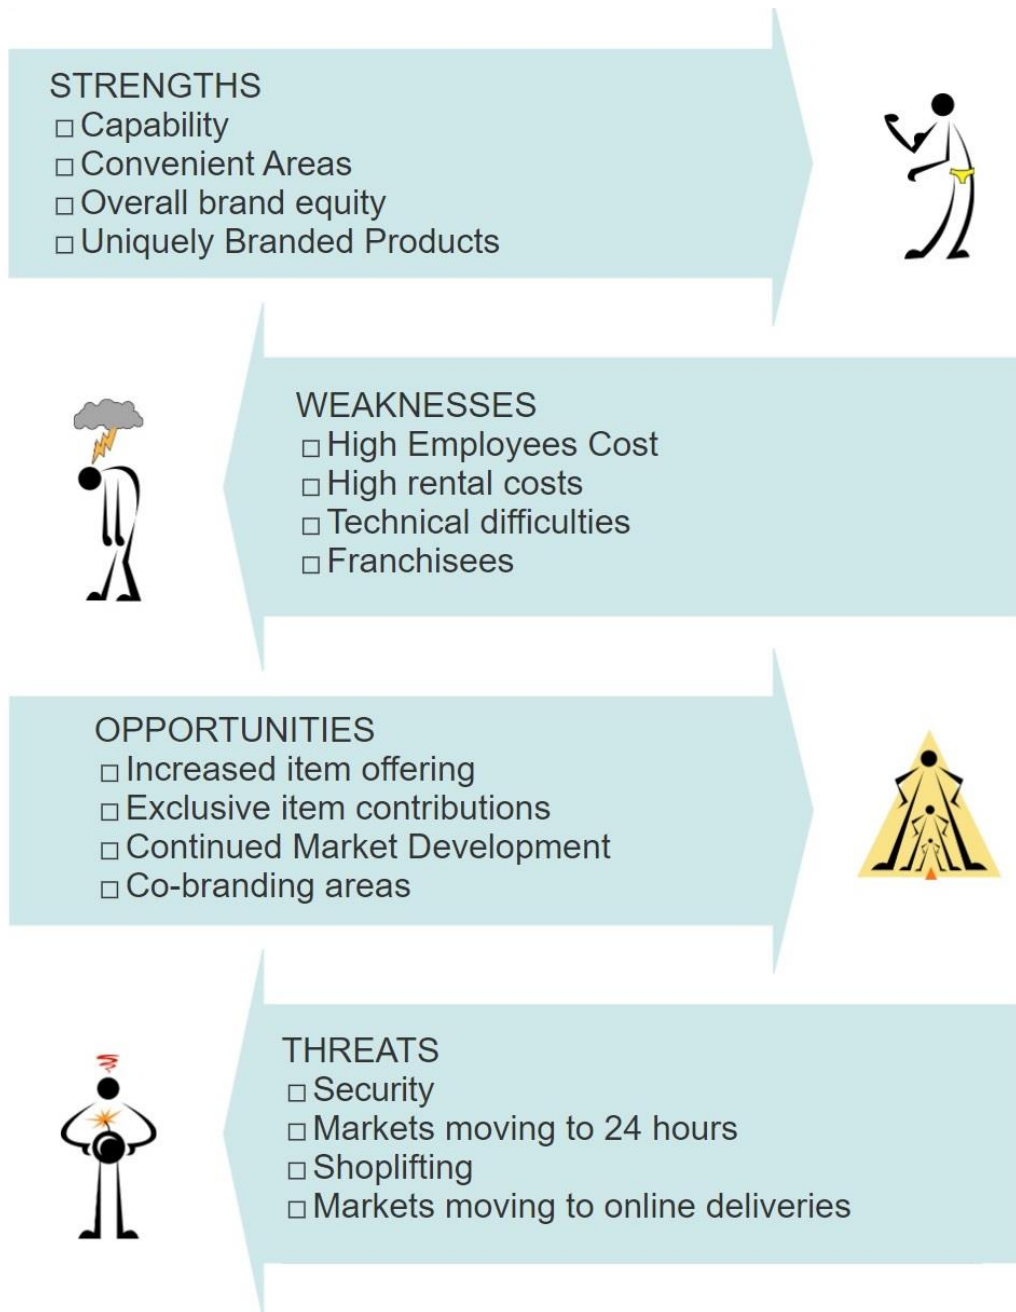 STRENGTHS
□ Capability
□ Convenient Areas
□ Overall brand equity
□ Uniquely Branded Products
WEAKNESSES
□ High Employees Cost
□ High rental costs
□ Technical difficulties
□ Franchisees
OPPORTUNITIES
□ Increased item offering
□ Exclusive item contributions
□ Continued Market Development
□ Co-branding areas
THREATS
□ Security
□ Markets moving to 24 hours
□ Shoplifting
□ Markets moving to online deliveries